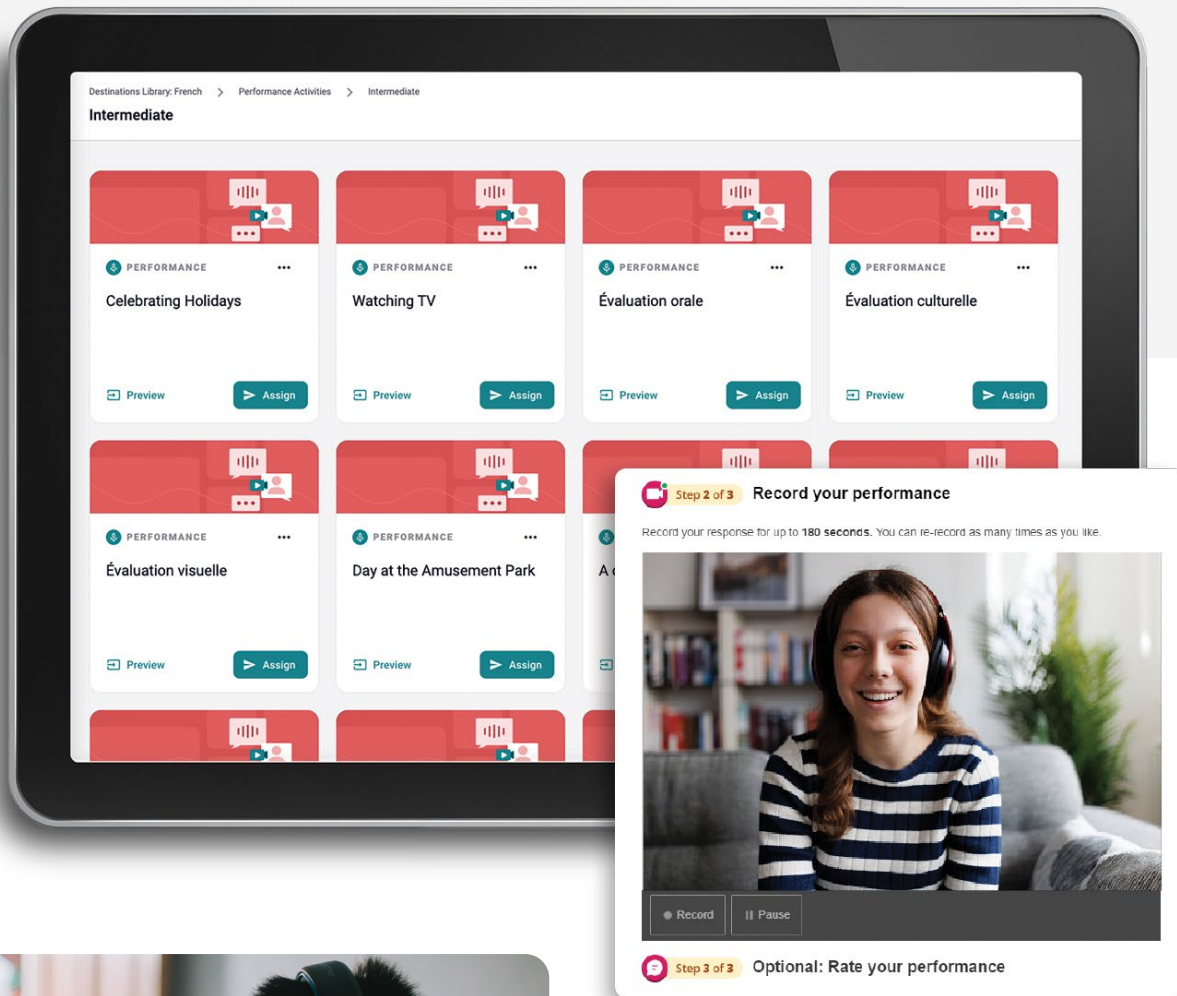 Destinations Library: French > Performance Activities > Intermediate
Intermediate
PERFORMANCE ...
Celebrating Holidays
Preview Assign
PERFORMANCE ...
Watching TV
Preview Assign
PERFORMANCE ...
Évaluation orale
Preview Assign
PERFORMANCE ...
Évaluation culturelle
Preview Assign
PERFORMANCE ...
Évaluation visuelle
Preview Assign
PERFORMANCE ...
Day at the Amusement Park
Preview Assign
Step 2 of 3 Record your performance
Record your response for up to 180 seconds. You can re-record as many times as you like.
Record Pause
Step 3 of 3 Optional: Rate your performance